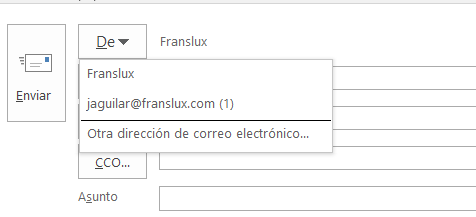 De Franslux
Enviar
Franslux
jaguilar@franslux.com (1)
Otra dirección de correo electrónico...
CCO...
Asunto